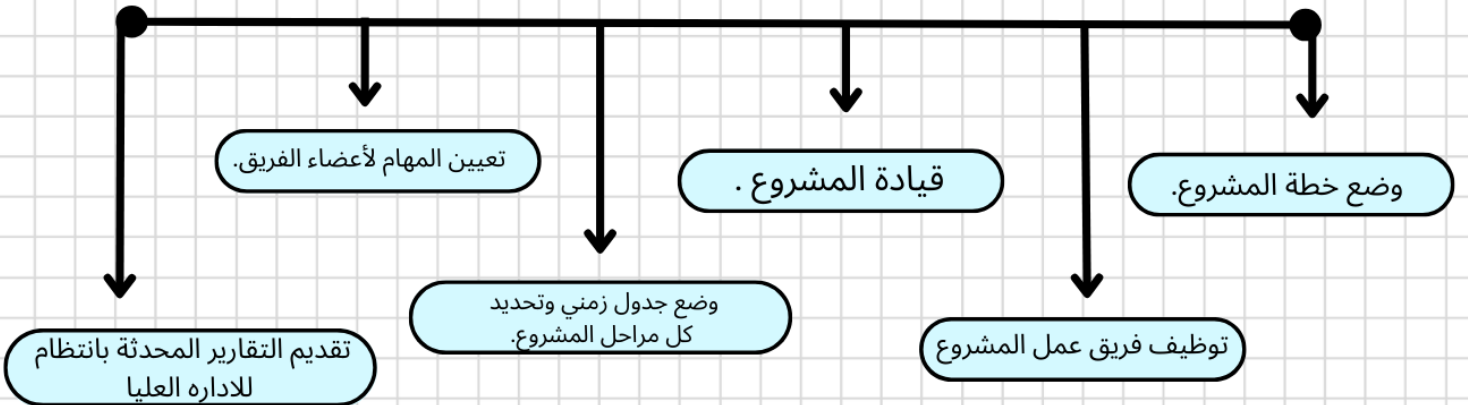 وضع خطة المشروع.
توظيف فريق عمل المشروع
قيادة المشروع .
وضع جدول زمني وتحديد
كل مراحل المشروع.
تعيين المهام لأعضاء الفريق.
تقديم التقارير المحدثة بانتظام
للاداره العليا